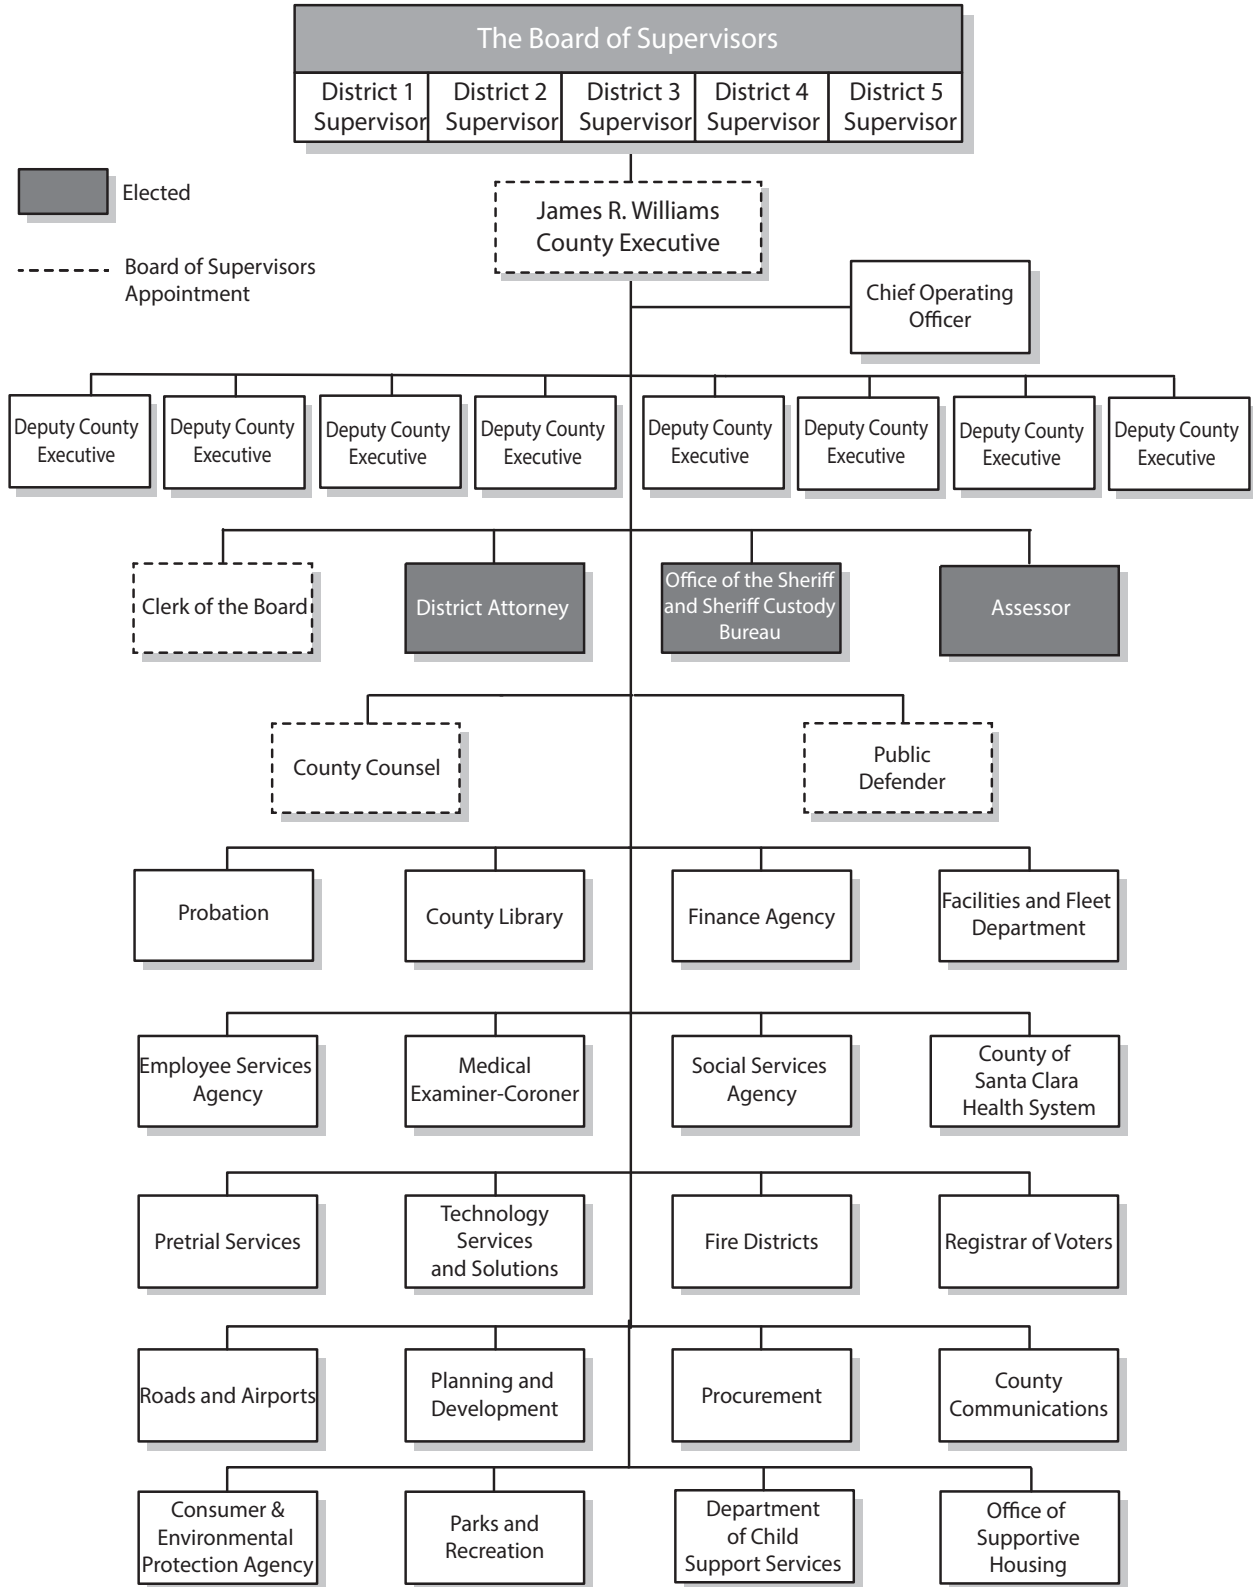 The Board of Supervisors
District 1
Supervisor
District 2
Supervisor
District 3
Supervisor
District 4
Supervisor
District 5
Supervisor
Elected
Board of Supervisors
Appointment
James R. Williams
County Executive
Chief Operating
Officer
Deputy County
Executive
Deputy County
Executive
Deputy County
Executive
Deputy County
Executive
Deputy County
Executive
Deputy County
Executive
Deputy County
Executive
Deputy County
Executive
Clerk of the Board
District Attorney
Office of the Sheriff
and Sheriff Custody
Bureau
Assessor
County Counsel
Public
Defender
Probation
County Library
Finance Agency
Facilities and Fleet
Department
Employee Services
Agency
Medical
Examiner-Coroner
Social Services
Agency
County of
Santa Clara
Health System
Pretrial Services
Technology
Services
and Solutions
Fire Districts
Registrar of Voters
Roads and Airports
Planning and
Development
Procurement
County
Communications
Consumer &
Environmental
Protection Agency
Parks and
Recreation
Department
of Child
Support Services
Office of
Supportive
Housing